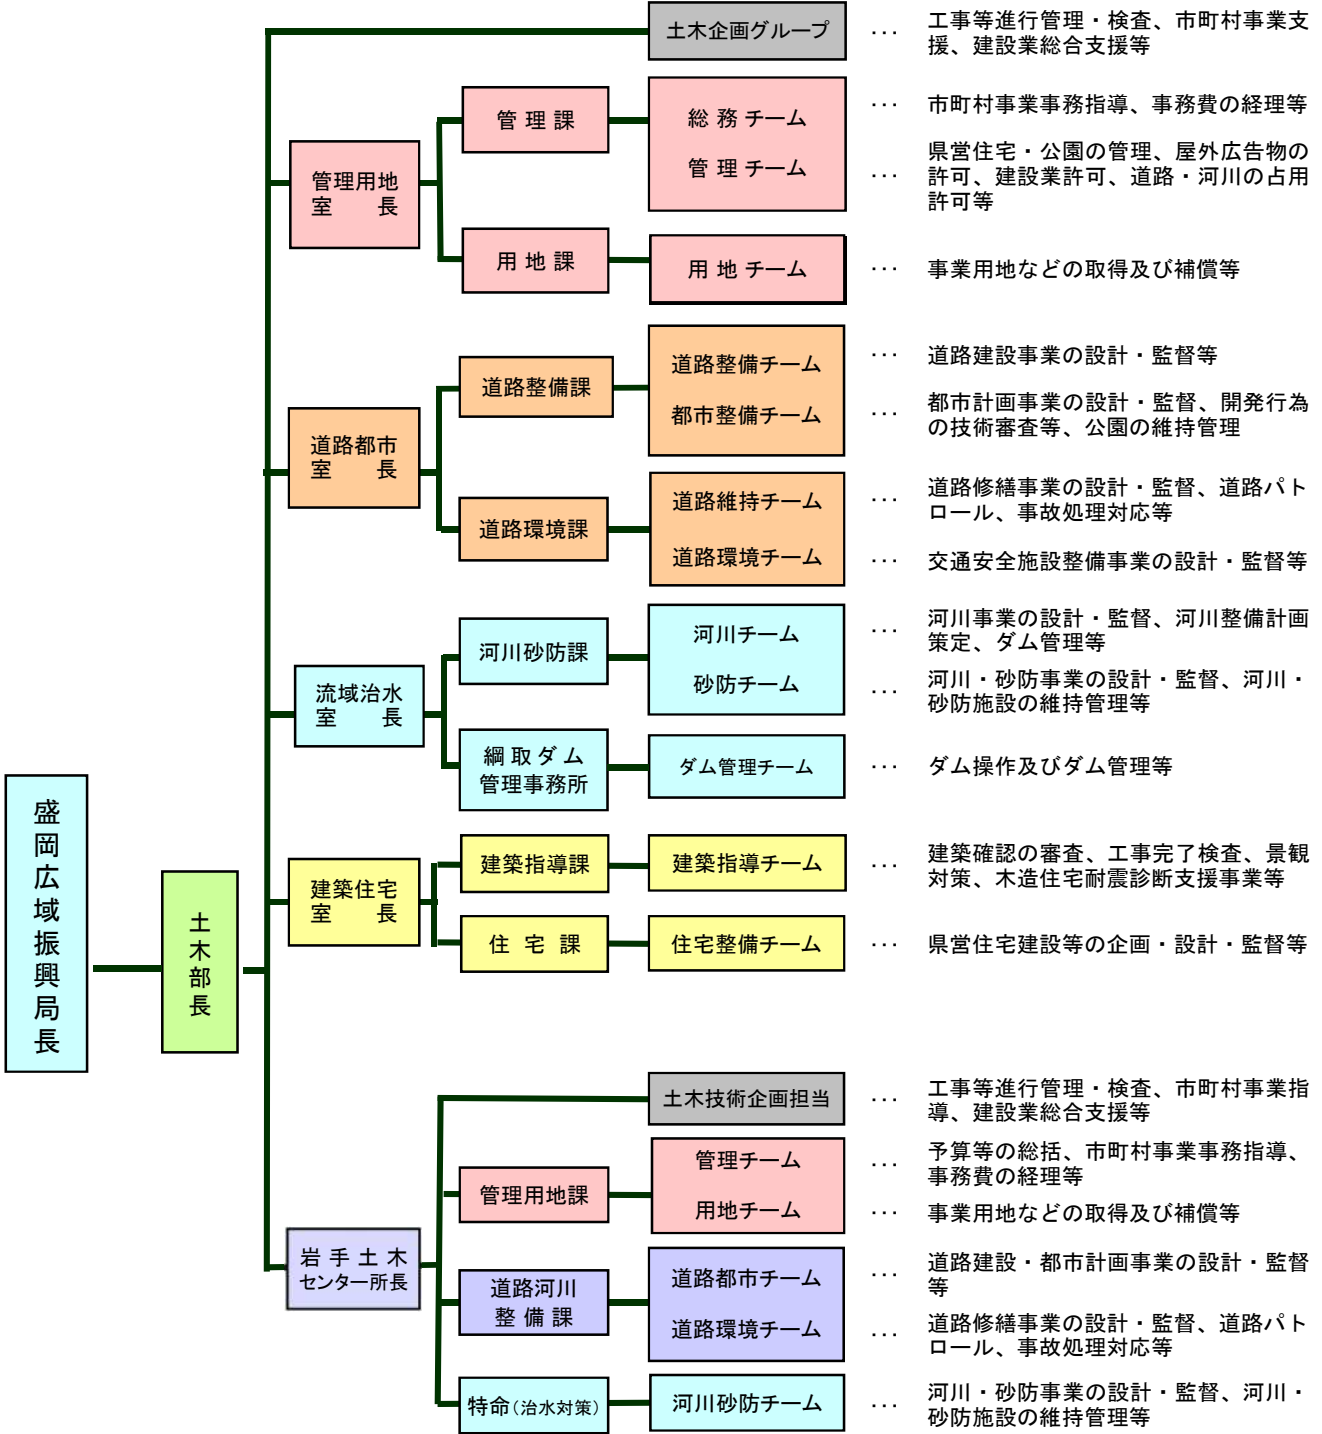 土木企画グループ
･･･
工事等進行管理・検査、市町村事業支
援、建設業総合支援等
管理用地
室　　長
管 理 課
総 務 チーム
･･･
市町村事業事務指導、事務費の経理等
管 理 チーム
･･･
県営住宅・公園の管理、屋外広告物の
許可、建設業許可、道路・河川の占用
許可等
用 地 課
用 地 チーム
･･･
事業用地などの取得及び補償等
道路都市
室　　長
道路整備課
道路整備チーム
･･･
道路建設事業の設計・監督等
都市整備チーム
･･･
都市計画事業の設計・監督、開発行為
の技術審査等、公園の維持管理
道路環境課
道路維持チーム
･･･
道路修繕事業の設計・監督、道路パト
ロール、事故処理対応等
道路環境チーム
･･･
交通安全施設整備事業の設計・監督等
流域治水
室　　長
河川砂防課
河川チーム
･･･
河川事業の設計・監督、河川整備計画
策定、ダム管理等
砂防チーム
･･･
河川・砂防事業の設計・監督、河川・
砂防施設の維持管理等
綱 取 ダ ム
管理事務所
ダム管理チーム
･･･
ダム操作及びダム管理等
盛岡広域振興局長
土木部長
建築住宅
室　　長
建築指導課
建築指導チーム
･･･
建築確認の審査、工事完了検査、景観
対策、木造住宅耐震診断支援事業等
住 宅 課
住宅整備チーム
･･･
県営住宅建設等の企画・設計・監督等
岩 手 土 木
センター所長
土木技術企画担当
･･･
工事等進行管理・検査、市町村事業指
導、建設業総合支援等
管理用地課
管理チーム
･･･
予算等の総括、市町村事業事務指導、
事務費の経理等
用地チーム
･･･
事業用地などの取得及び補償等
道路河川
整 備 課
道路都市チーム
･･･
道路建設・都市計画事業の設計・監督
等
道路環境チーム
･･･
道路修繕事業の設計・監督、道路パト
ロール、事故処理対応等
特命（治水対策）
河川砂防チーム
･･･
河川・砂防事業の設計・監督、河川・
砂防施設の維持管理等